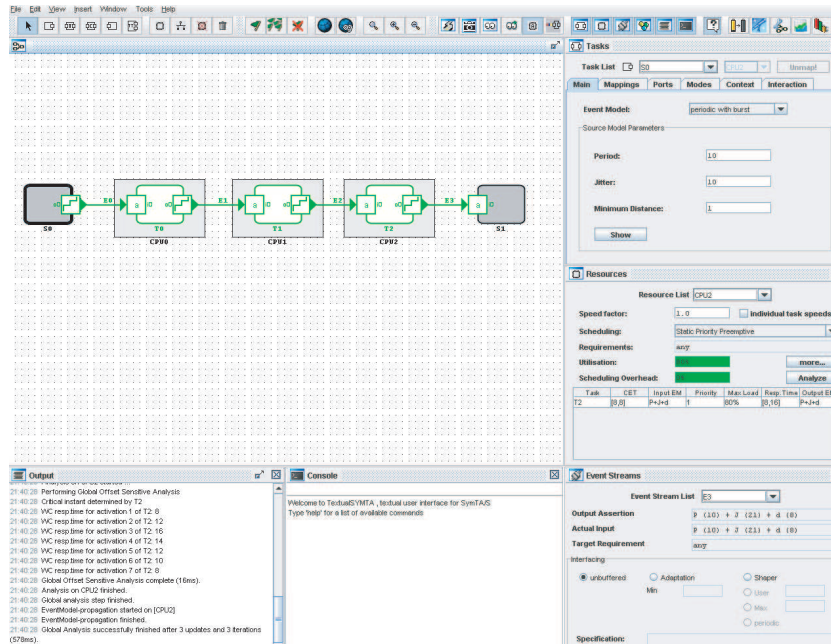 File Edit View Insert Window Tools Help
Tasks
Task List S0 CPU2 Unmap!
Main Mappings Ports Modes Context Interaction
Event Model: periodic with burst
Source Model Parameters
Period: 10
Jitter: 10
Minimum Distance: 1
Show
E0 E1 E2 E3
a a a a
S0 T0 T1 T2 S1
CPU0 CPU1 CPU2
Resources
Resource List CPU2
Speed factor: 1.0 individual task speeds
Scheduling: Static Priority Preemptive
Requirements: any
Utilisation: more...
Scheduling Overhead: Analyze
Task CET Input EM Priority Max Load Resp.Time Output E
T2 [8,8] P+J+d 1 80% [8,16] P+J+d
Output
21:40:28 Performing Global Offset Sensitive Analysis
21:40:28 Critical instant determined by T2
21:40:28 WC resp.time for activation 1 of T2: 8
21:40:28 WC resp.time for activation 2 of T2: 12
21:40:28 WC resp.time for activation 3 of T2: 16
21:40:28 WC resp.time for activation 4 of T2: 14
21:40:28 WC resp.time for activation 5 of T2: 12
21:40:28 WC resp.time for activation 6 of T2: 10
21:40:28 WC resp.time for activation 7 of T2: 8
21:40:28 Global Offset Sensitive Analysis complete (16ms).
21:40:28 Analysis on CPU2 finished.
21:40:28 Global analysis step finished.
21:40:28 EventModel-propagation started on [CPU2]
21:40:28 EventModel-propagation finished.
21:40:28 Global Analysis successfully finished after 3 updates and 3 iterations
(578ms).
Console
Welcome to TextualSYMTA , textual user interface for SymTA/S
Type 'help' for a list of available commands
Event Streams
Event Stream List E3
Output Assertion P (10) + J (21) + d (8)
Actual Input P (10) + J (21) + d (8)
Target Requirement any
Interfacing
unbuffered Adaptation Shaper
Min User
Max
periodic
Specification: